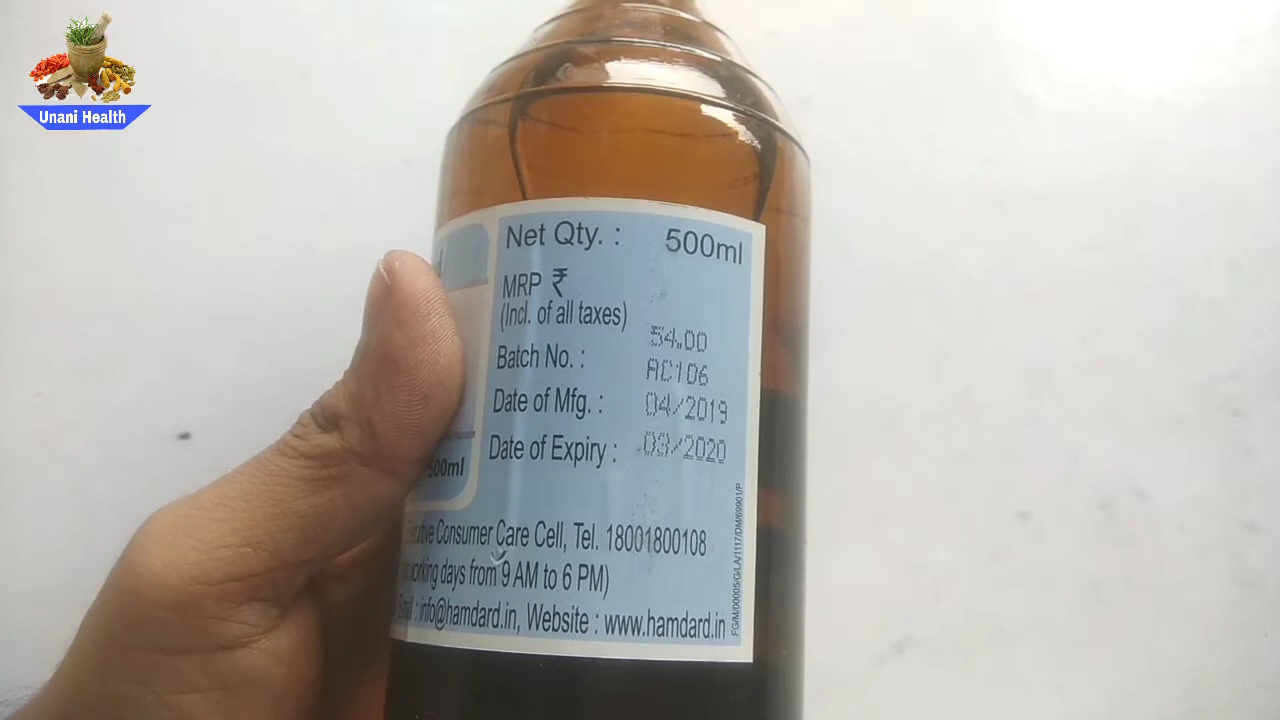 Unani Health
Net Qty. : 500ml
MRP ₹
(Incl. of all taxes) 54.00
Batch No. : AC106
Date of Mfg. : 04/2019
Date of Expiry : 03/2020
500ml
Consumer Care Cell, Tel. 18001800108
working days from 9 AM to 6 PM)
: info@hamdard.in, Website : www.hamdard.in